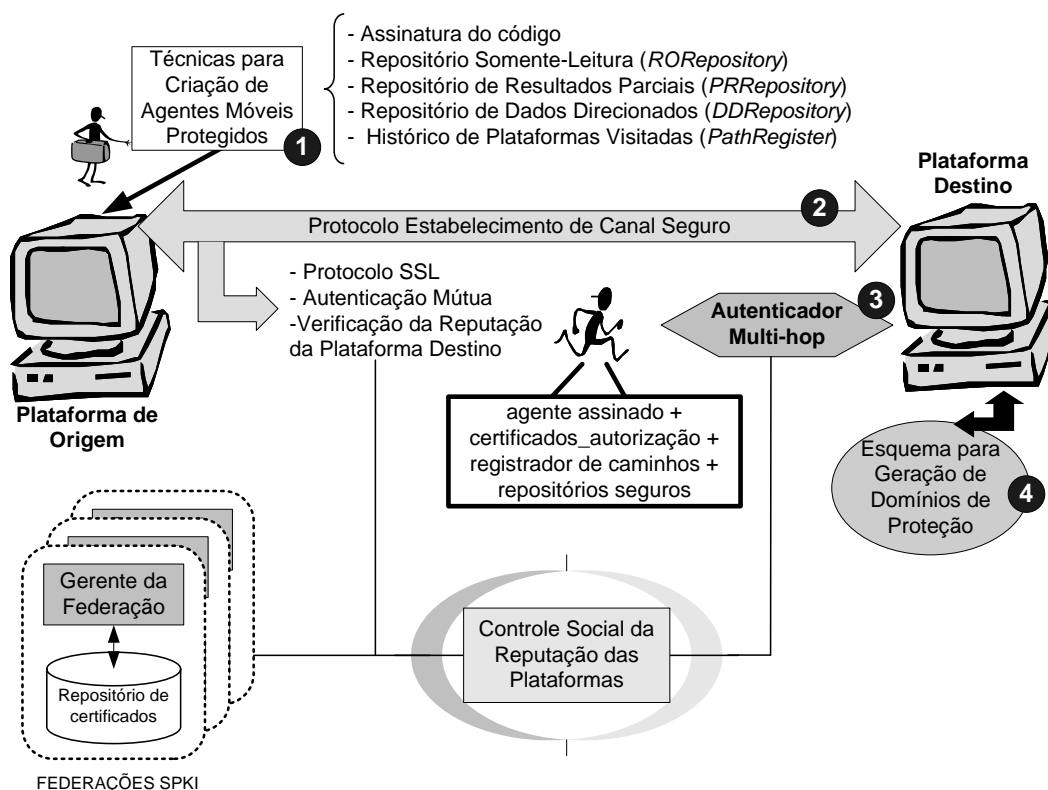 Técnicas para
Criação de
Agentes Móveis
Protegidos
1
- Assinatura do código
- Repositório Somente-Leitura (RORepository)
- Repositório de Resultados Parciais (PRRepository)
- Repositório de Dados Direcionados (DDRepository)
- Histórico de Plataformas Visitadas (PathRegister)
Plataforma
Destino
2
Protocolo Estabelecimento de Canal Seguro
- Protocolo SSL
- Autenticação Mútua
-Verificação da Reputação
da Plataforma Destino
3
Autenticador
Multi-hop
Plataforma de
Origem
agente assinado +
certificados_autorização +
registrador de caminhos +
repositórios seguros
Esquema para
Geração de
Domínios de
Proteção
4
Gerente da
Federação
Repositório de
certificados
Controle Social da
Reputação das
Plataformas
FEDERAÇÕES SPKI